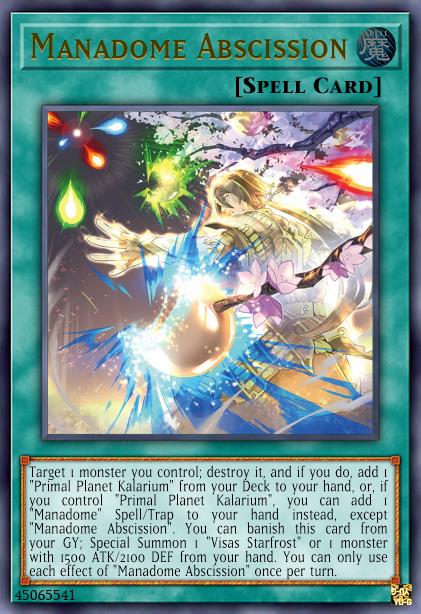 Manadome Abscission
魔
[Spell Card]
Target 1 monster you control; destroy it, and if you do, add 1
"Primal Planet Kalarium" from your Deck to your hand, or, if
you control "Primal Planet Kalarium", you can add 1
"Manadome" Spell/Trap to your hand instead, except
"Manadome Abscission". You can banish this card from
your GY; Special Summon 1 "Visas Starfrost" or 1 monster
with 1500 ATK/2100 DEF from your hand. You can only use
each effect of "Manadome Abscission" once per turn.
45065541